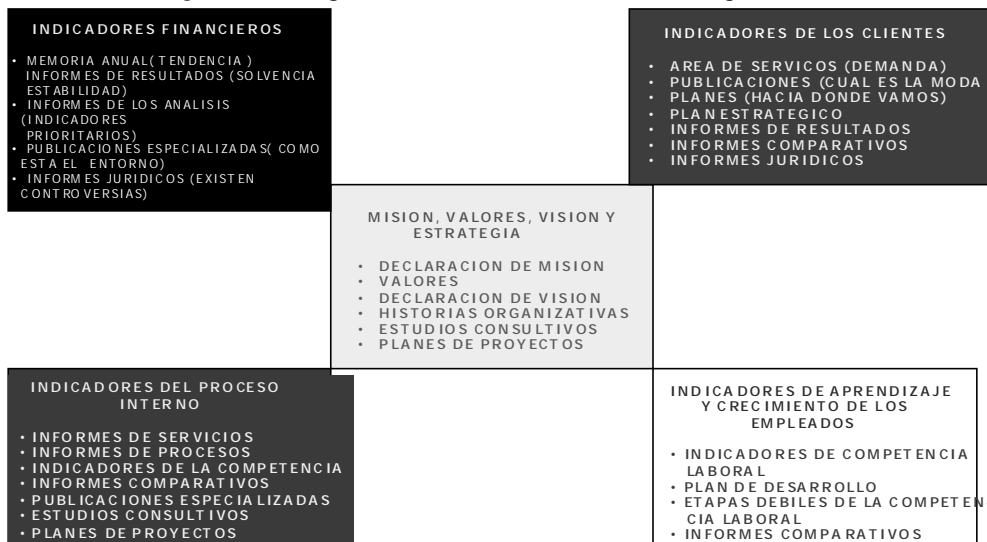 INDICADORES FINANCIEROS
• MEMORIA ANUAL( TENDENCIA )
INFORMES DE RESULTADOS (SOLVENCIA
ESTABILIDAD)
• INFORMES DE LOS ANALISIS
(INDICADORES
PRIORITARIOS)
• PUBLICACIONES ESPECIALIZADAS( COMO
ESTA EL ENTORNO)
• INFORMES JURIDICOS (EXISTEN
CONTROVERSIAS)
INDICADORES DE LOS CLIENTES
• AREA DE SERVICOS (DEMANDA)
• PUBLICACIONES (CUAL ES LA MODA
• PLANES (HACIA DONDE VAMOS)
• PLAN ESTRATEGICO
• INFORMES DE RESULTADOS
• INFORMES COMPARATIVOS
• INFORMES JURIDICOS
MISION, VALORES, VISION Y
ESTRATEGIA
• DECLARACION DE MISION
• VALORES
• DECLARACION DE VISION
• HISTORIAS ORGANIZATIVAS
• ESTUDIOS CONSULTIVOS
• PLANES DE PROYECTOS
INDICADORES DEL PROCESO
INTERNO
• INFORMES DE SERVICIOS
• INFORMES DE PROCESOS
• INDICADORES DE LA COMPETENCIA
• INFORMES COMPARATIVOS
• PUBLICACIONES ESPECIALIZADAS
• ESTUDIOS CONSULTIVOS
• PLANES DE PROYECTOS
INDICADORES DE APRENDIZAJE
Y CRECIMIENTO DE LOS
EMPLEADOS
• INDICADORES DE COMPETENCIA
LABORAL
• PLAN DE DESARROLLO
• ETAPAS DEBILES DE LA COMPETEN
CIA LABORAL
• INFORMES COMPARATIVOS